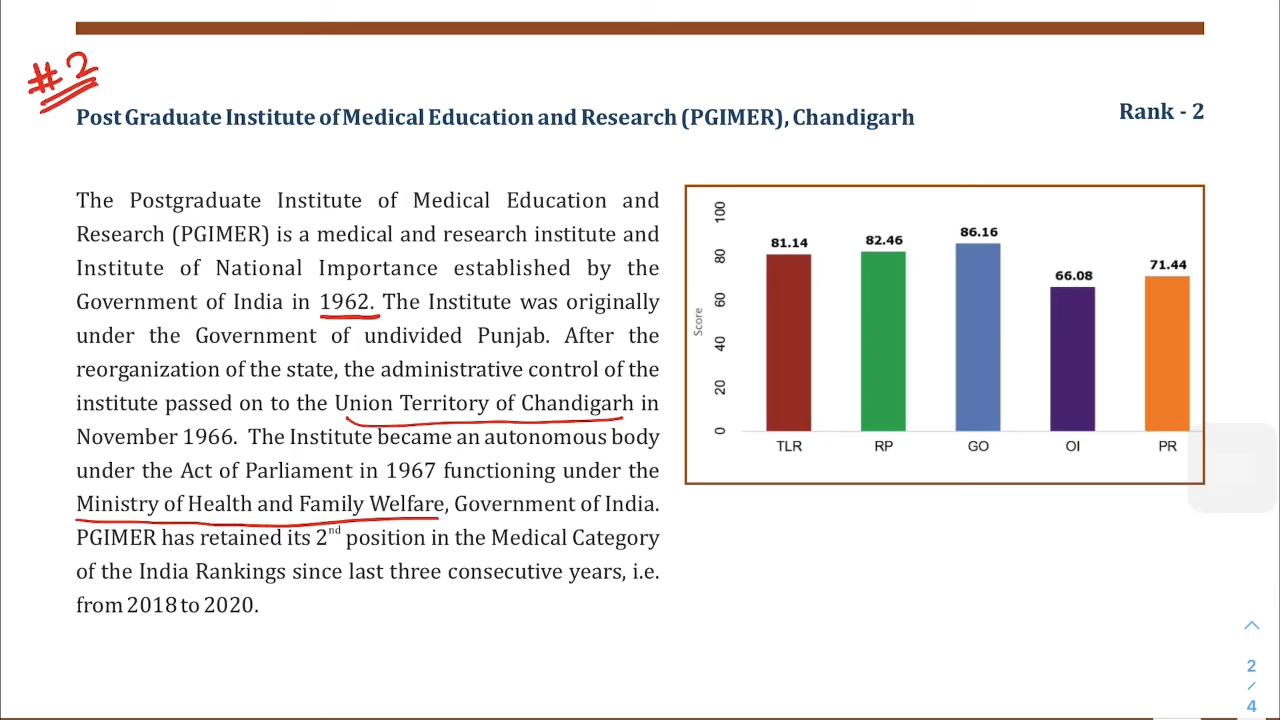 #2
Post Graduate Institute of Medical Education and Research (PGIMER), Chandigarh
Rank - 2
The Postgraduate Institute of Medical Education and
Research (PGIMER) is a medical and research institute and
Institute of National Importance established by the
Government of India in 1962. The Institute was originally
under the Government of undivided Punjab. After the
reorganization of the state, the administrative control of the
institute passed on to the Union Territory of Chandigarh in
November 1966. The Institute became an autonomous body
under the Act of Parliament in 1967 functioning under the
Ministry of Health and Family Welfare, Government of India.
PGIMER has retained its 2nd position in the Medical Category
of the India Rankings since last three consecutive years, i.e.
from 2018 to 2020.
100
80
60
40
20
0
Score
81.14
82.46
86.16
66.08
71.44
TLR RP GO OI PR
2
/
4